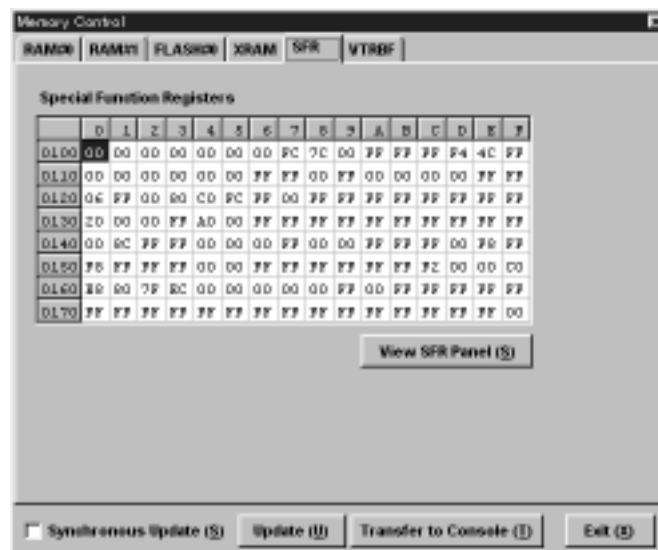 Memory Control
RAM#0 RAM#1 FLASH#0 XRAM SFR VTRBF
Special Function Registers
0 1 2 3 4 5 6 7 8 9 A B C D E F
0100 00 00 00 00 00 00 00 FC 7C 00 FF FF FF F4 4C FF
0110 00 00 00 00 00 00 FF FF 00 FF 00 00 00 00 FF FF
0120 06 FF 00 80 C0 FC FF 00 FF FF FF FF FF FF FF FF
0130 20 00 00 FF A0 00 FF FF FF FF FF FF FF FF FF FF
0140 00 8C FF FF 00 00 00 FF 00 00 FF FF FF 00 F8 FF
0150 F8 FF FF FF 00 00 FF FF FF FF FF FF F2 00 00 C0
0160 80 7F 00 00 00 00 00 FF 00 FF FF FF FF FF
0170 FF FF FF FF FF FF FF FF FF FF FF FF FF FF FF 00
View SFR Panel (S)
Synchronous Update (S) Update (U) Transfer to Console (T) Exit (X)